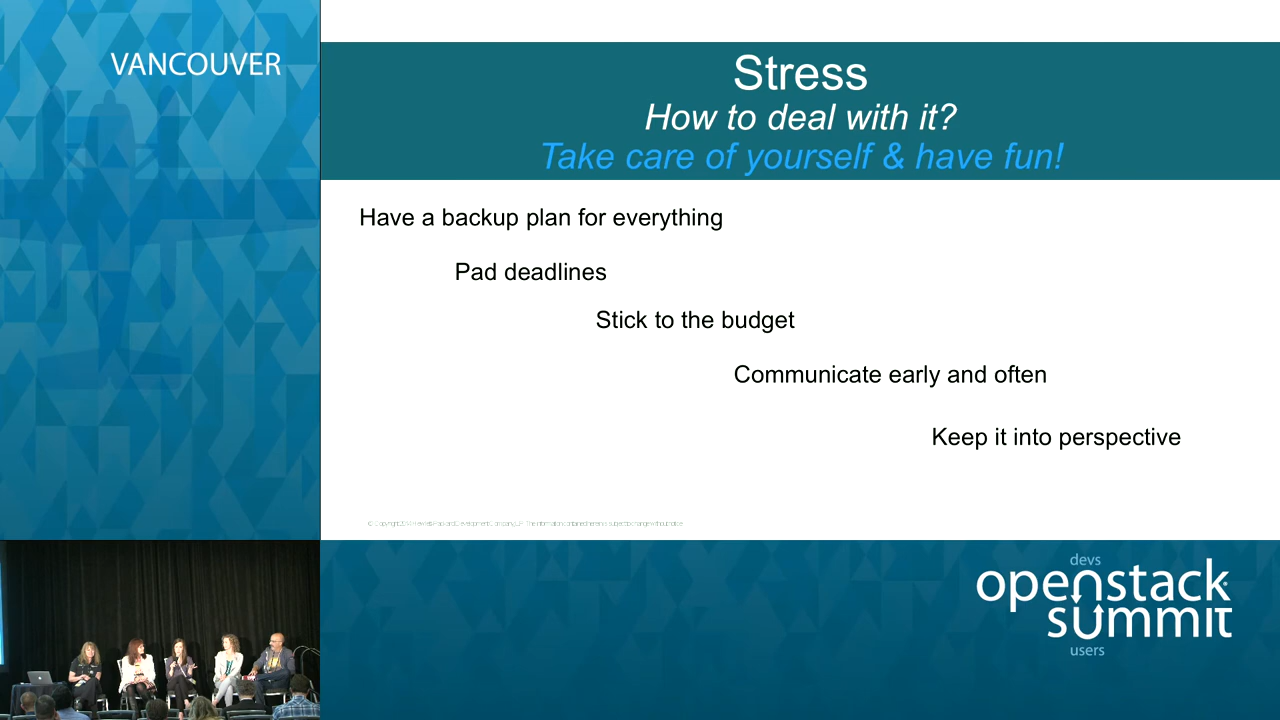 VANCOUVER
Stress
How to deal with it?
Take care of yourself & have fun!
Have a backup plan for everything
Pad deadlines
Stick to the budget
Communicate early and often
Keep it into perspective
devs
openstack
summit
users